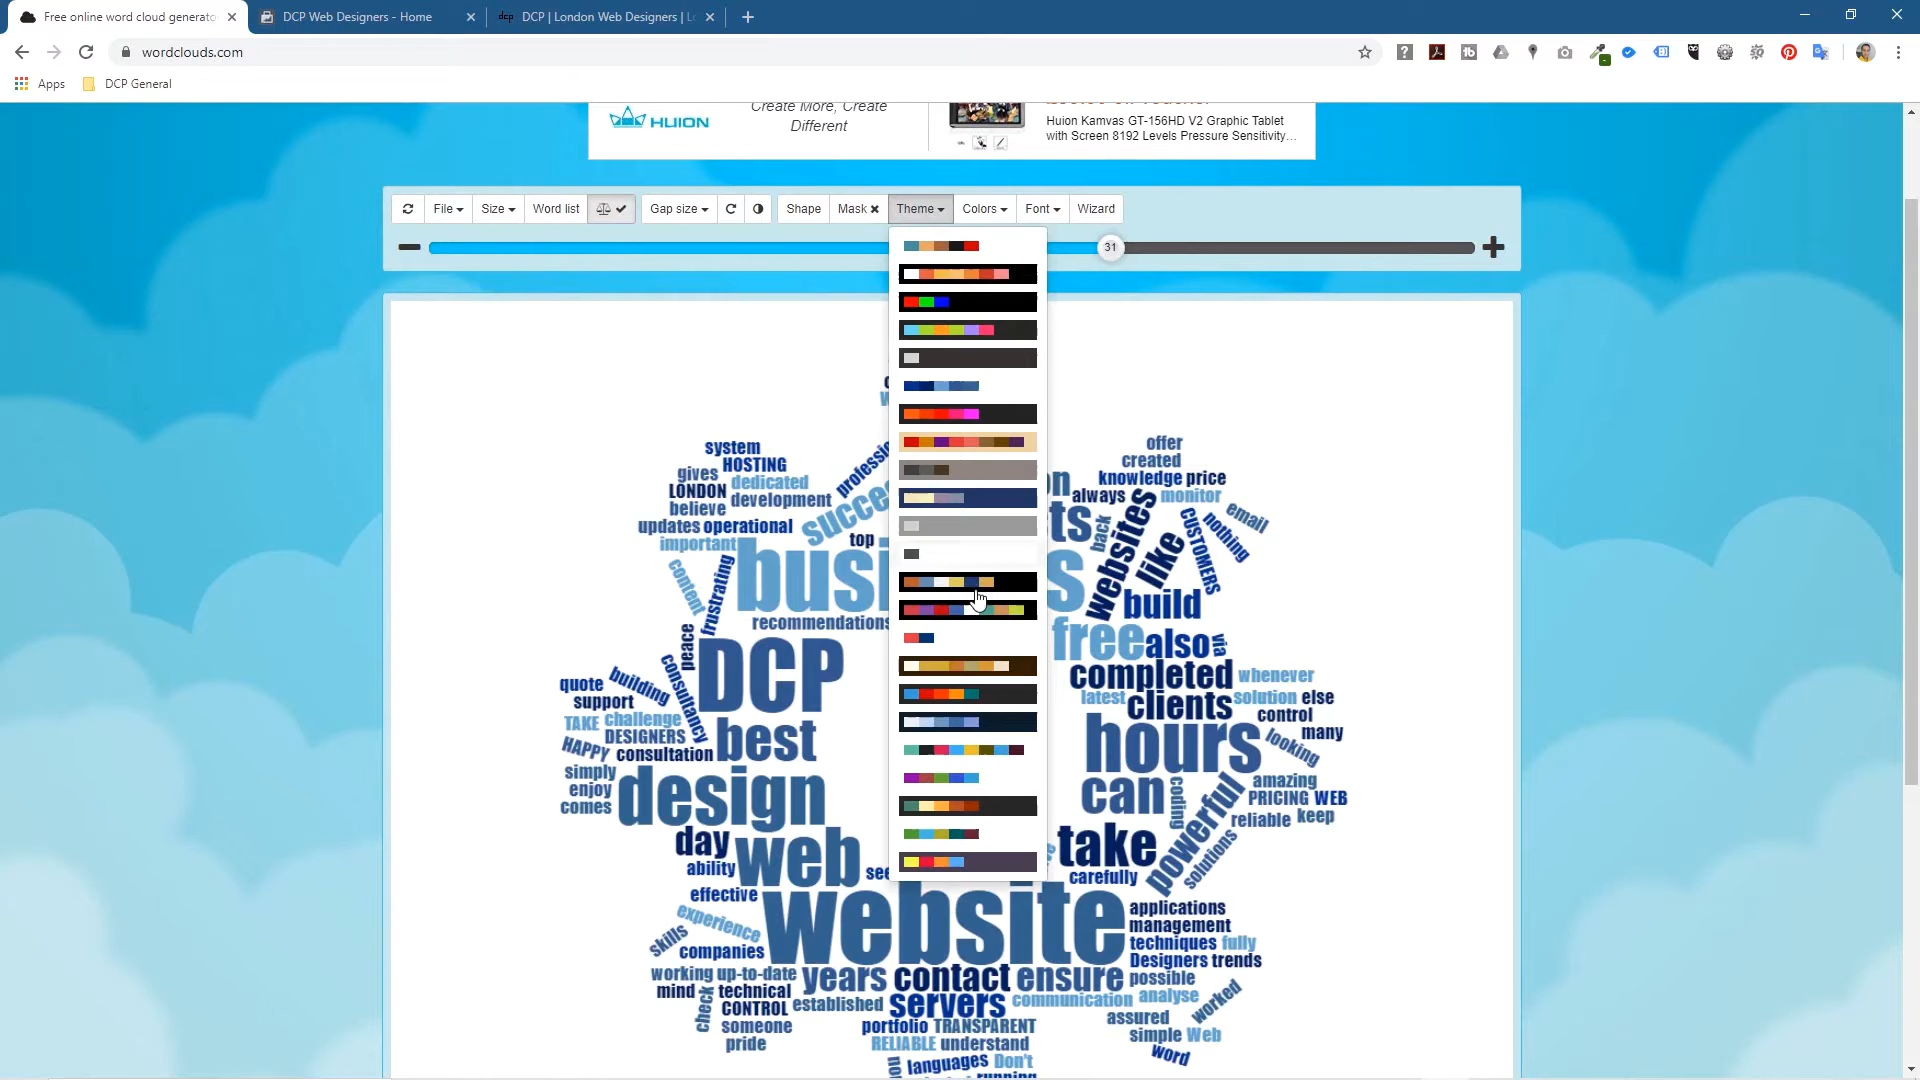 Free online word cloud generato
DCP Web Designers - Home
dcp DCP | London Web Designers | Lo
wordclouds.com
Apps
DCP General
HUION
Create More, Create
Different
Huion Kamvas GT-156HD V2 Graphic Tablet
with Screen 8192 Levels Pressure Sensitivity…
File
Size
Word list
Gap size
Shape
Mask
Theme
Colors
Font
Wizard
31
system
HOSTING
gives
dedicated
LONDON
development
believe
updates operational
important
top
content
frustrating
recommendations
peace
DCP
quote
building
support
consultancy
TAKE challenge
DESIGNERS
HAPPY
consultation
best
simply
enjoy
comes
design
day
web
ability
effective
experience
skills
companies
website
working up-to-date
years contact ensure
mind technical
check
CONTROL
established
servers
communication
someone
pride
portfolio TRANSPARENT
RELIABLE understand
languages Don't
offer
created
knowledge price
always
monitor
email
back
websites
like
CUSTOMERS
nothing
build
free
also
via
completed
whenever
latest
clients
solution else
control
many
hours
looking
can
coding
powerful
amazing
PRICING WEB
reliable keep
solutions
take
carefully
applications
management
techniques fully
Designers trends
possible
analyse
worked
assured
simple Web
word